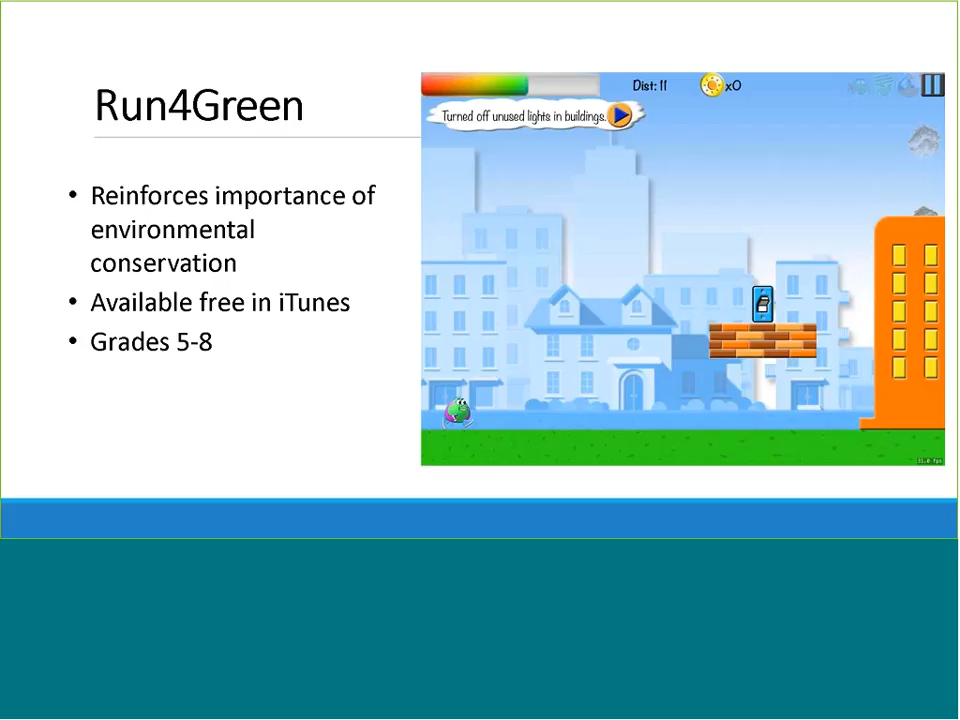 Run4Green
• Reinforces importance of
environmental
conservation
• Available free in iTunes
• Grades 5-8
Dist: 11
x0
Turned off unused lights in buildings.